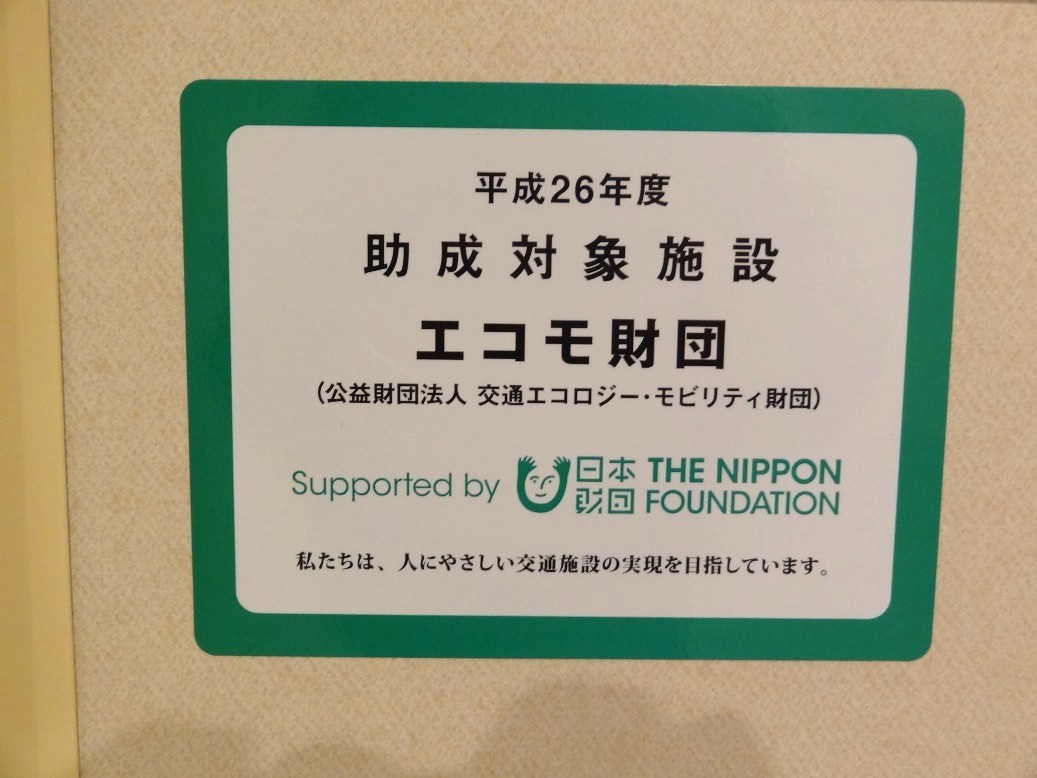 平成26年度
助成対象施設
エコモ財団
(公益財団法人 交通エコロジー・モビリティ財団)
Supported by 日本財団 THE NIPPON FOUNDATION
私たちは、人にやさしい交通施設の実現を目指しています。